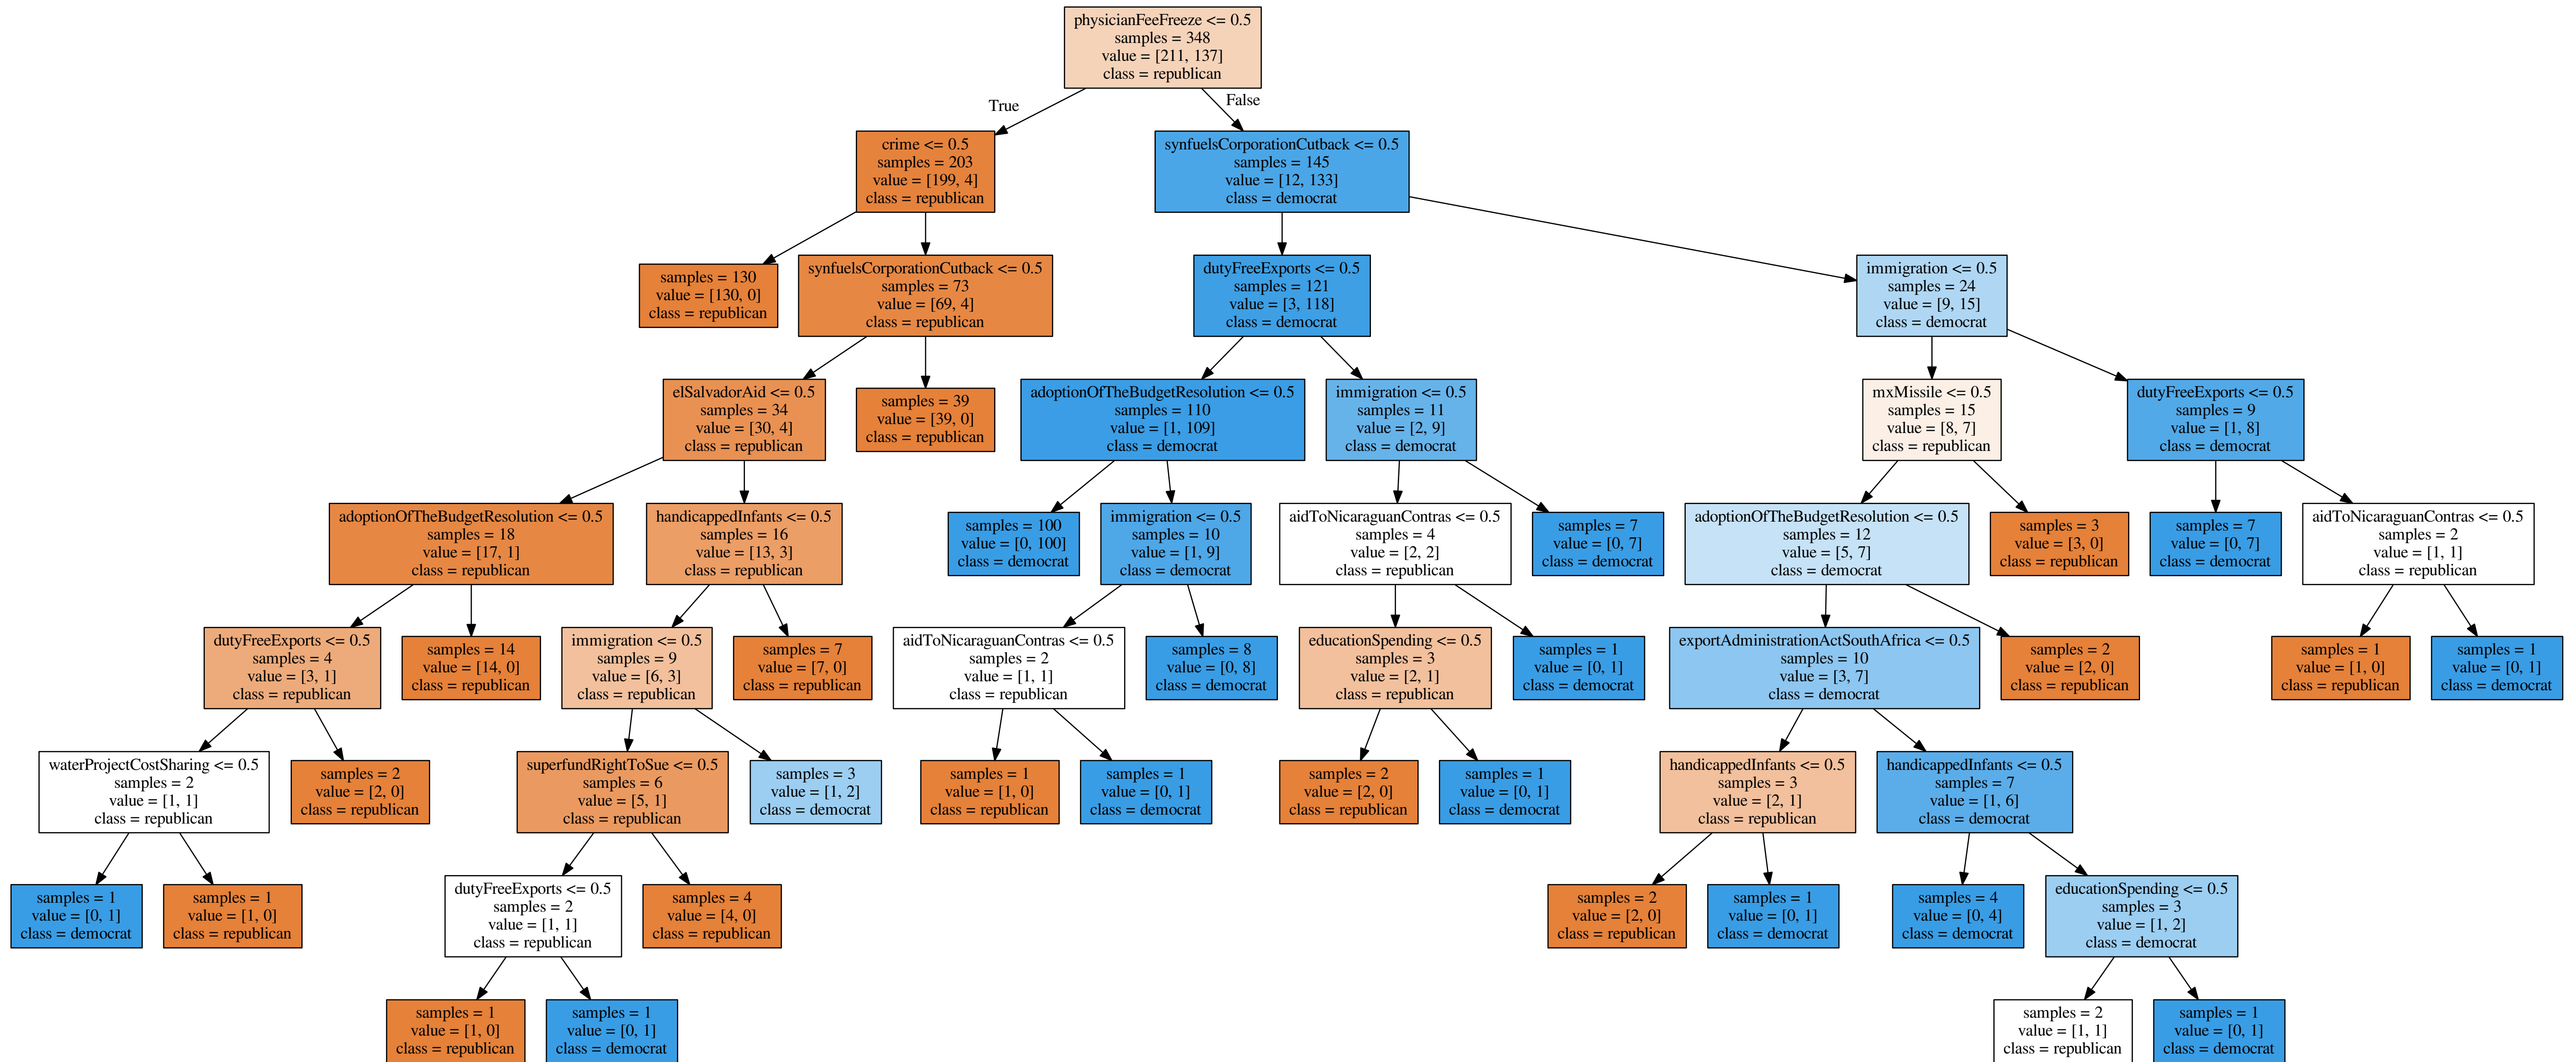 physicianFeeFreeze <= 0.5
samples = 348
value = [211, 137]
class = republican
True
False
crime <= 0.5
samples = 203
value = [199, 4]
class = republican
synfuelsCorporationCutback <= 0.5
samples = 145
value = [12, 133]
class = democrat
samples = 130
value = [130, 0]
class = republican
synfuelsCorporationCutback <= 0.5
samples = 73
value = [69, 4]
class = republican
dutyFreeExports <= 0.5
samples = 121
value = [3, 118]
class = democrat
immigration <= 0.5
samples = 24
value = [9, 15]
class = democrat
elSalvadorAid <= 0.5
samples = 34
value = [30, 4]
class = republican
samples = 39
value = [39, 0]
class = republican
adoptionOfTheBudgetResolution <= 0.5
samples = 110
value = [1, 109]
class = democrat
immigration <= 0.5
samples = 11
value = [2, 9]
class = democrat
mxMissile <= 0.5
samples = 15
value = [8, 7]
class = republican
dutyFreeExports <= 0.5
samples = 9
value = [1, 8]
class = democrat
adoptionOfTheBudgetResolution <= 0.5
samples = 18
value = [17, 1]
class = republican
handicappedInfants <= 0.5
samples = 16
value = [13, 3]
class = republican
samples = 100
value = [0, 100]
class = democrat
immigration <= 0.5
samples = 10
value = [1, 9]
class = democrat
aidToNicaraguanContras <= 0.5
samples = 4
value = [2, 2]
class = republican
samples = 7
value = [0, 7]
class = democrat
adoptionOfTheBudgetResolution <= 0.5
samples = 12
value = [5, 7]
class = democrat
samples = 3
value = [3, 0]
class = republican
samples = 7
value = [0, 7]
class = democrat
aidToNicaraguanContras <= 0.5
samples = 2
value = [1, 1]
class = republican
dutyFreeExports <= 0.5
samples = 4
value = [3, 1]
class = republican
samples = 14
value = [14, 0]
class = republican
immigration <= 0.5
samples = 9
value = [6, 3]
class = republican
samples = 7
value = [7, 0]
class = republican
aidToNicaraguanContras <= 0.5
samples = 2
value = [1, 1]
class = republican
samples = 8
value = [0, 8]
class = democrat
educationSpending <= 0.5
samples = 3
value = [2, 1]
class = republican
samples = 1
value = [0, 1]
class = democrat
exportAdministrationActSouthAfrica <= 0.5
samples = 10
value = [3, 7]
class = democrat
samples = 2
value = [2, 0]
class = republican
samples = 1
value = [1, 0]
class = republican
samples = 1
value = [0, 1]
class = democrat
waterProjectCostSharing <= 0.5
samples = 2
value = [1, 1]
class = republican
samples = 2
value = [2, 0]
class = republican
superfundRightToSue <= 0.5
samples = 6
value = [5, 1]
class = republican
samples = 3
value = [1, 2]
class = democrat
samples = 1
value = [1, 0]
class = republican
samples = 1
value = [0, 1]
class = democrat
samples = 2
value = [2, 0]
class = republican
samples = 1
value = [0, 1]
class = democrat
handicappedInfants <= 0.5
samples = 3
value = [2, 1]
class = republican
handicappedInfants <= 0.5
samples = 7
value = [1, 6]
class = democrat
samples = 1
value = [0, 1]
class = democrat
samples = 1
value = [1, 0]
class = republican
dutyFreeExports <= 0.5
samples = 2
value = [1, 1]
class = republican
samples = 4
value = [4, 0]
class = republican
samples = 2
value = [2, 0]
class = republican
samples = 1
value = [0, 1]
class = democrat
samples = 4
value = [0, 4]
class = democrat
educationSpending <= 0.5
samples = 3
value = [1, 2]
class = democrat
samples = 1
value = [1, 0]
class = republican
samples = 1
value = [0, 1]
class = democrat
samples = 2
value = [1, 1]
class = republican
samples = 1
value = [0, 1]
class = democrat